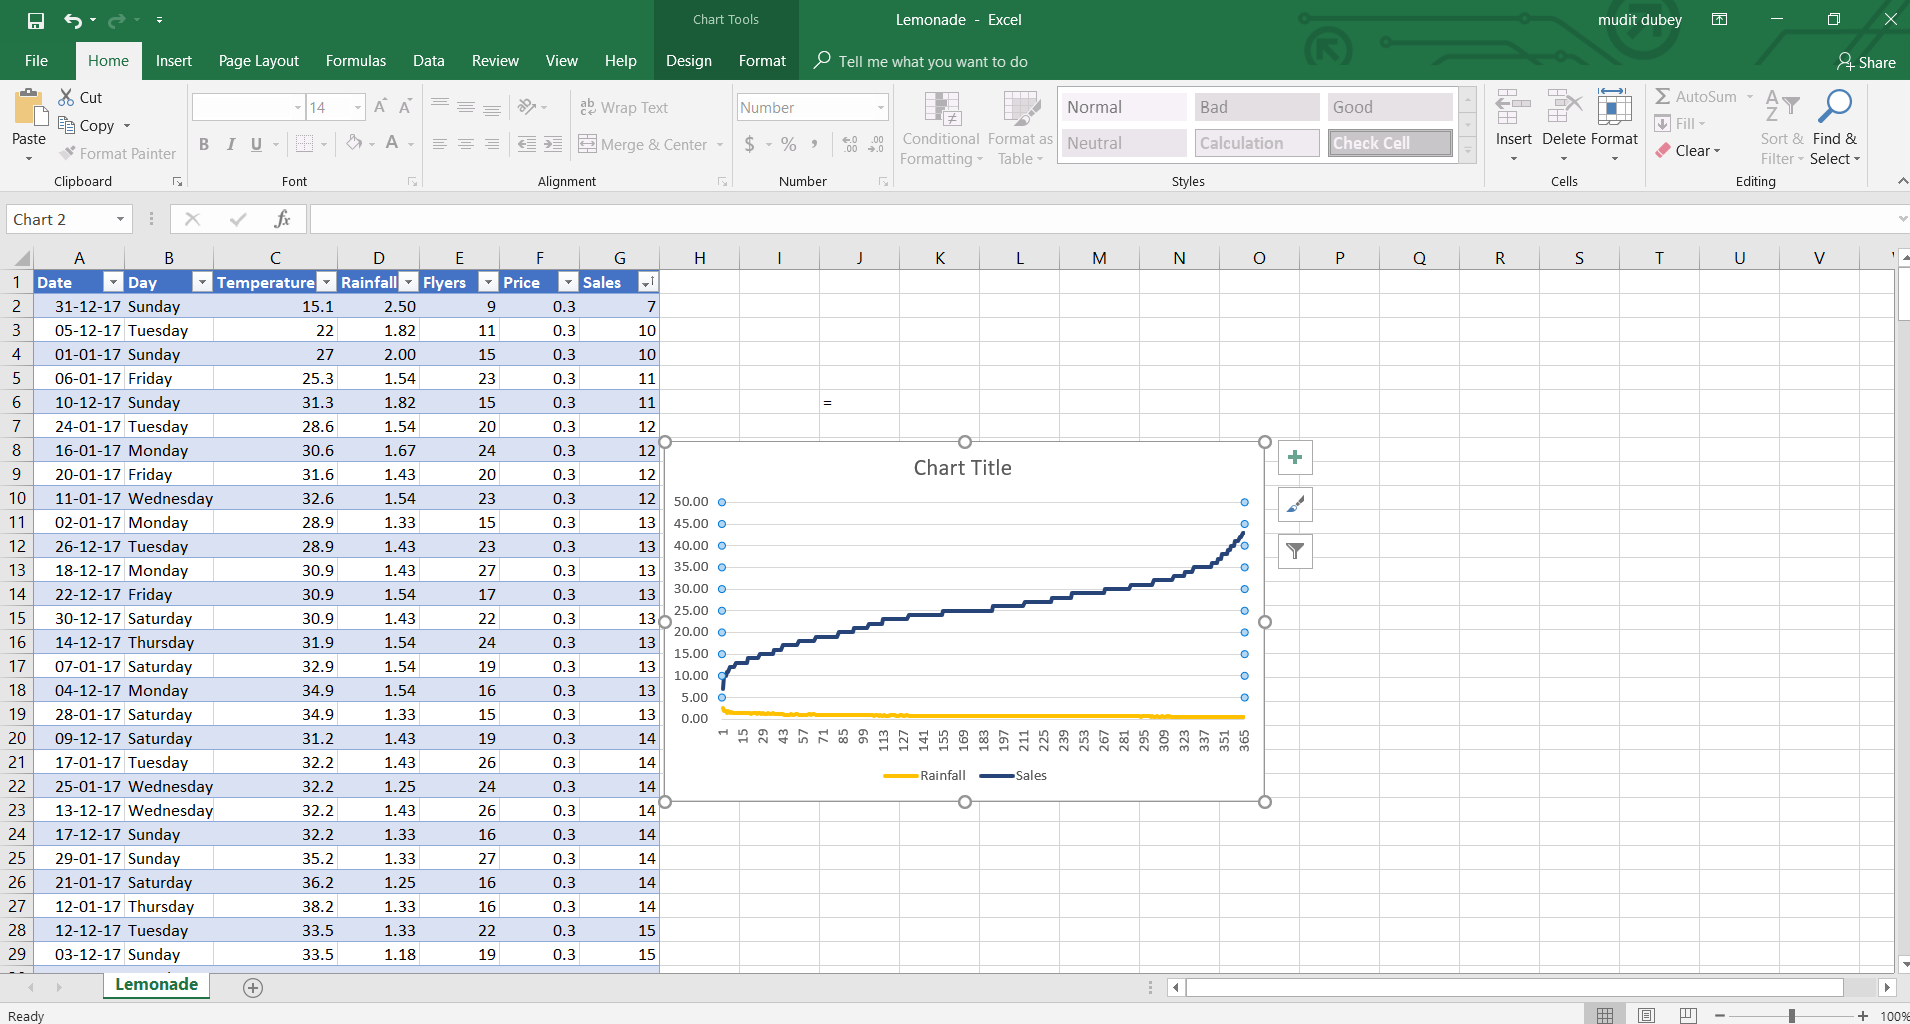 Chart Tools
Lemonade - Excel
mudit dubey
File Home Insert Page Layout Formulas Data Review View Help Design Format Tell me what you want to do Share
Paste
Cut
Copy
Format Painter
Clipboard
14
B I U A
Font
ab Wrap Text
Merge & Center
Alignment
Number
$ % ,
Number
Conditional Formatting
Format as Table
Normal Bad Good
Neutral Calculation Check Cell
Styles
Insert Delete Format
Cells
AutoSum
Fill
Clear
Sort & Filter
Find & Select
Editing
Chart 2 fx
A B C D E F G H I J K L M N O P Q R S T U V
1 Date Day Temperature Rainfall Flyers Price Sales
2 31-12-17 Sunday 15.1 2.50 9 0.3 7
3 05-12-17 Tuesday 22 1.82 11 0.3 10
4 01-01-17 Sunday 27 2.00 15 0.3 10
5 06-01-17 Friday 25.3 1.54 23 0.3 11
6 10-12-17 Sunday 31.3 1.82 15 0.3 11 =
7 24-01-17 Tuesday 28.6 1.54 20 0.3 12
8 16-01-17 Monday 30.6 1.67 24 0.3 12
9 20-01-17 Friday 31.6 1.43 20 0.3 12
10 11-01-17 Wednesday 32.6 1.54 23 0.3 12
11 02-01-17 Monday 28.9 1.33 15 0.3 13
12 26-12-17 Tuesday 28.9 1.43 23 0.3 13
13 18-12-17 Monday 30.9 1.43 27 0.3 13
14 22-12-17 Friday 30.9 1.54 17 0.3 13
15 30-12-17 Saturday 30.9 1.43 22 0.3 13
16 14-12-17 Thursday 31.9 1.54 24 0.3 13
17 07-01-17 Saturday 32.9 1.54 19 0.3 13
18 04-12-17 Monday 34.9 1.54 16 0.3 13
19 28-01-17 Saturday 34.9 1.33 15 0.3 13
20 09-12-17 Saturday 31.2 1.43 19 0.3 14
21 17-01-17 Tuesday 32.2 1.43 26 0.3 14
22 25-01-17 Wednesday 32.2 1.25 24 0.3 14
23 13-12-17 Wednesday 32.2 1.43 26 0.3 14
24 17-12-17 Sunday 32.2 1.33 16 0.3 14
25 29-01-17 Sunday 35.2 1.33 27 0.3 14
26 21-01-17 Saturday 36.2 1.25 16 0.3 14
27 12-01-17 Thursday 38.2 1.33 16 0.3 14
28 12-12-17 Tuesday 33.5 1.33 22 0.3 15
29 03-12-17 Sunday 33.5 1.18 19 0.3 15
Chart Title
50.00
45.00
40.00
35.00
30.00
25.00
20.00
15.00
10.00
5.00
0.00
1 15 29 43 57 71 85 99 113 127 141 155 169 183 197 211 225 239 253 267 281 295 309 323 337 351 365
Rainfall Sales
Lemonade
Ready
100%